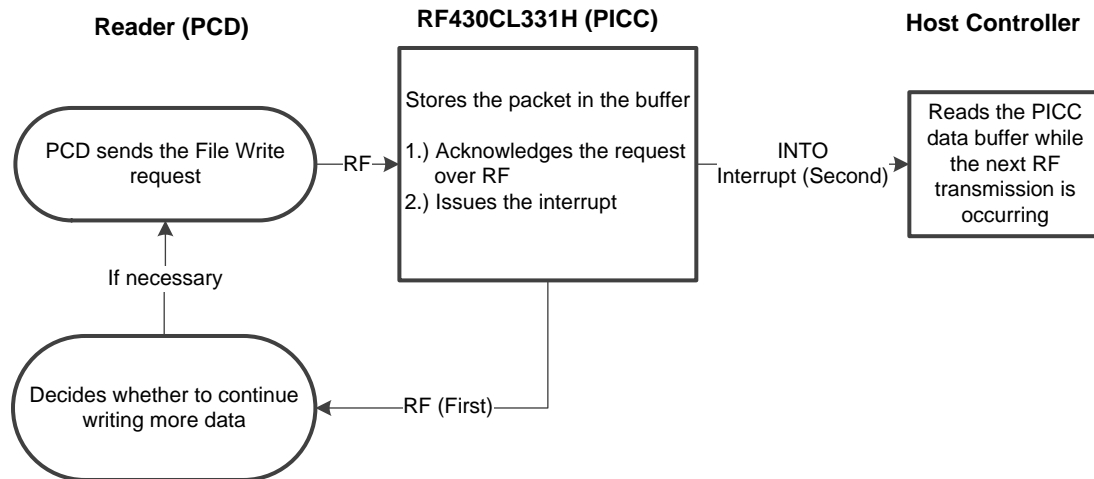 Reader (PCD)
RF430CL331H (PICC)
Host Controller
PCD sends the File Write
request
RF
Stores the packet in the buffer
1.) Acknowledges the request
over RF
2.) Issues the interrupt
INTO
Interrupt (Second)
Reads the PICC
data buffer while
the next RF
transmission is
occurring
If necessary
Decides whether to continue
writing more data
RF (First)